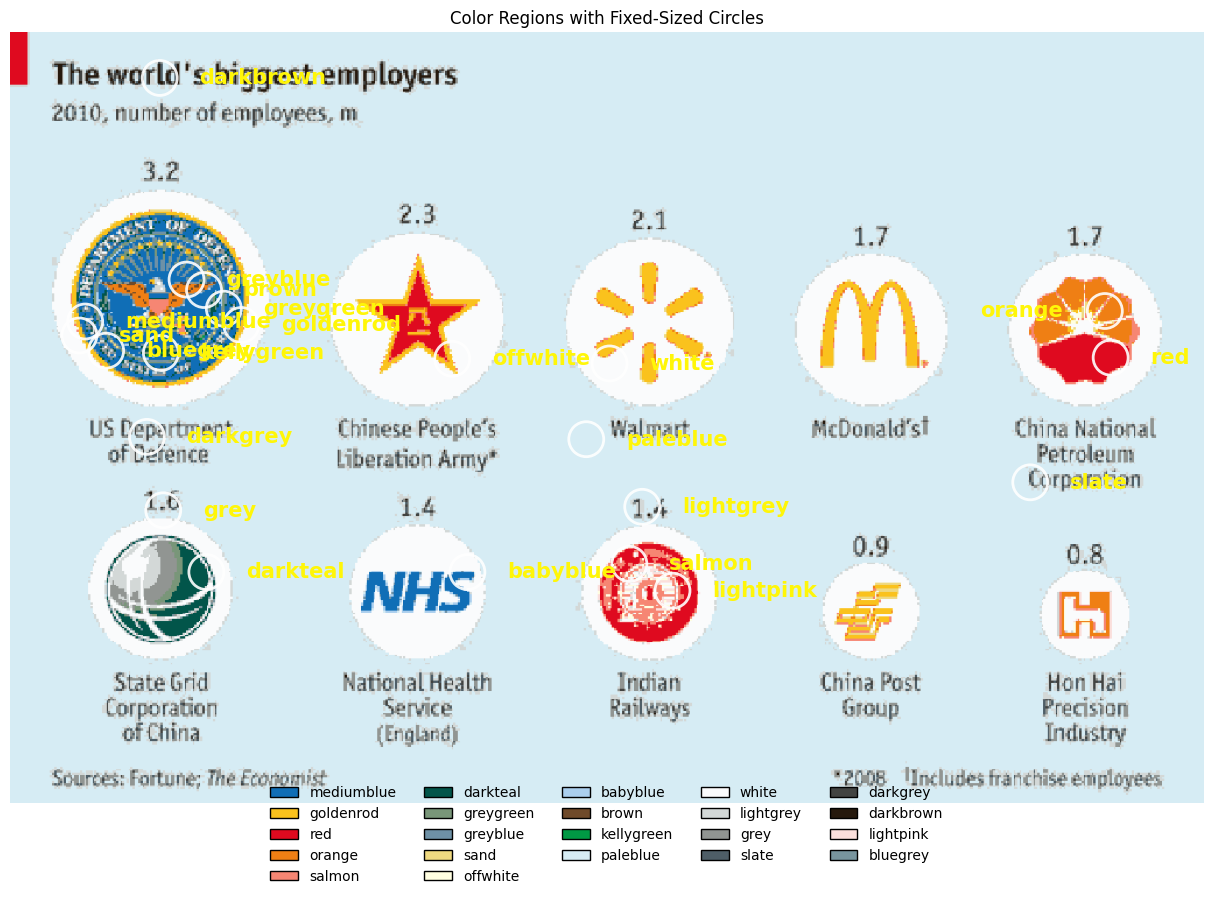 Color Regions with Fixed-Sized Circles
The world's biggest employers
darkbrown
2010, number of employees, m
3.2
2.3
2.1
1.7
1.7
DEPARTMENT OF DEFEN
greyblue
brown
greygreen
mediumblue
goldenrod
sand
bluegrey
kellygreen
offwhite
white
orange
red
US Department
of Defence
darkgrey
Chinese People's
Liberation Army*
Walmart
paleblue
McDonald's†
China National
Petroleum
Corporation
slate
1.6
grey
1.4
1.4
lightgrey
0.9
0.8
darkteal
NHS
babyblue
salmon
lightpink
State Grid
Corporation
of China
National Health
Service
(England)
Indian
Railways
China Post
Group
Hon Hai
Precision
Industry
Sources: Fortune; The Economist
*2008 †Includes franchise employees
mediumblue darkteal babyblue white darkgrey
goldenrod greygreen brown lightgrey darkbrown
red greyblue kellygreen grey lightpink
orange sand paleblue slate bluegrey
salmon offwhite